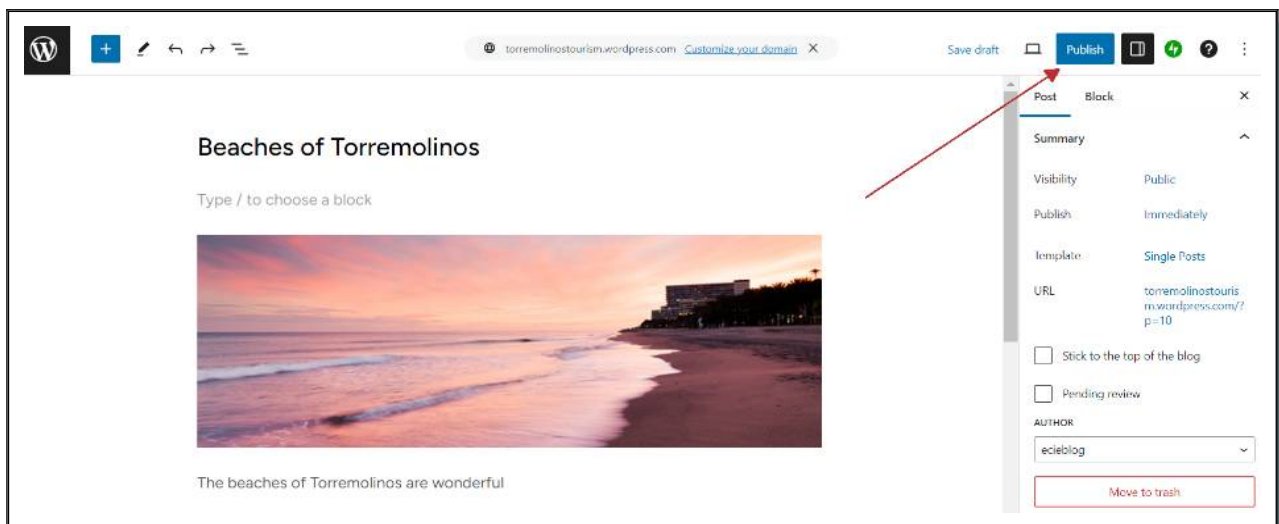 torremolinostourism.wordpress.com Customize your domain X
Save draft
Publish
Post Block
Beaches of Torremolinos
Summary
Type / to choose a block
Visibility Public
Publish Immediately
Template Single Posts
URL torremolinostouris
m.wordpress.com/?
p=10
Stick to the top of the blog
Pending review
AUTHOR
ecieblog
Move to trash
The beaches of Torremolinos are wonderful